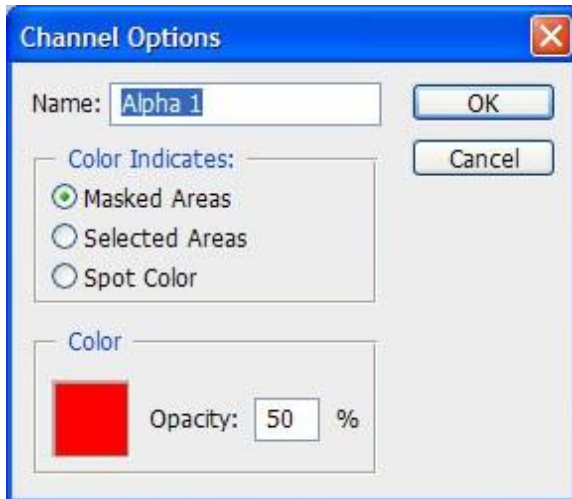 Channel Options
Name: Alpha 1
OK
Cancel
Color Indicates:
Masked Areas
Selected Areas
Spot Color
Color
Opacity: 50 %